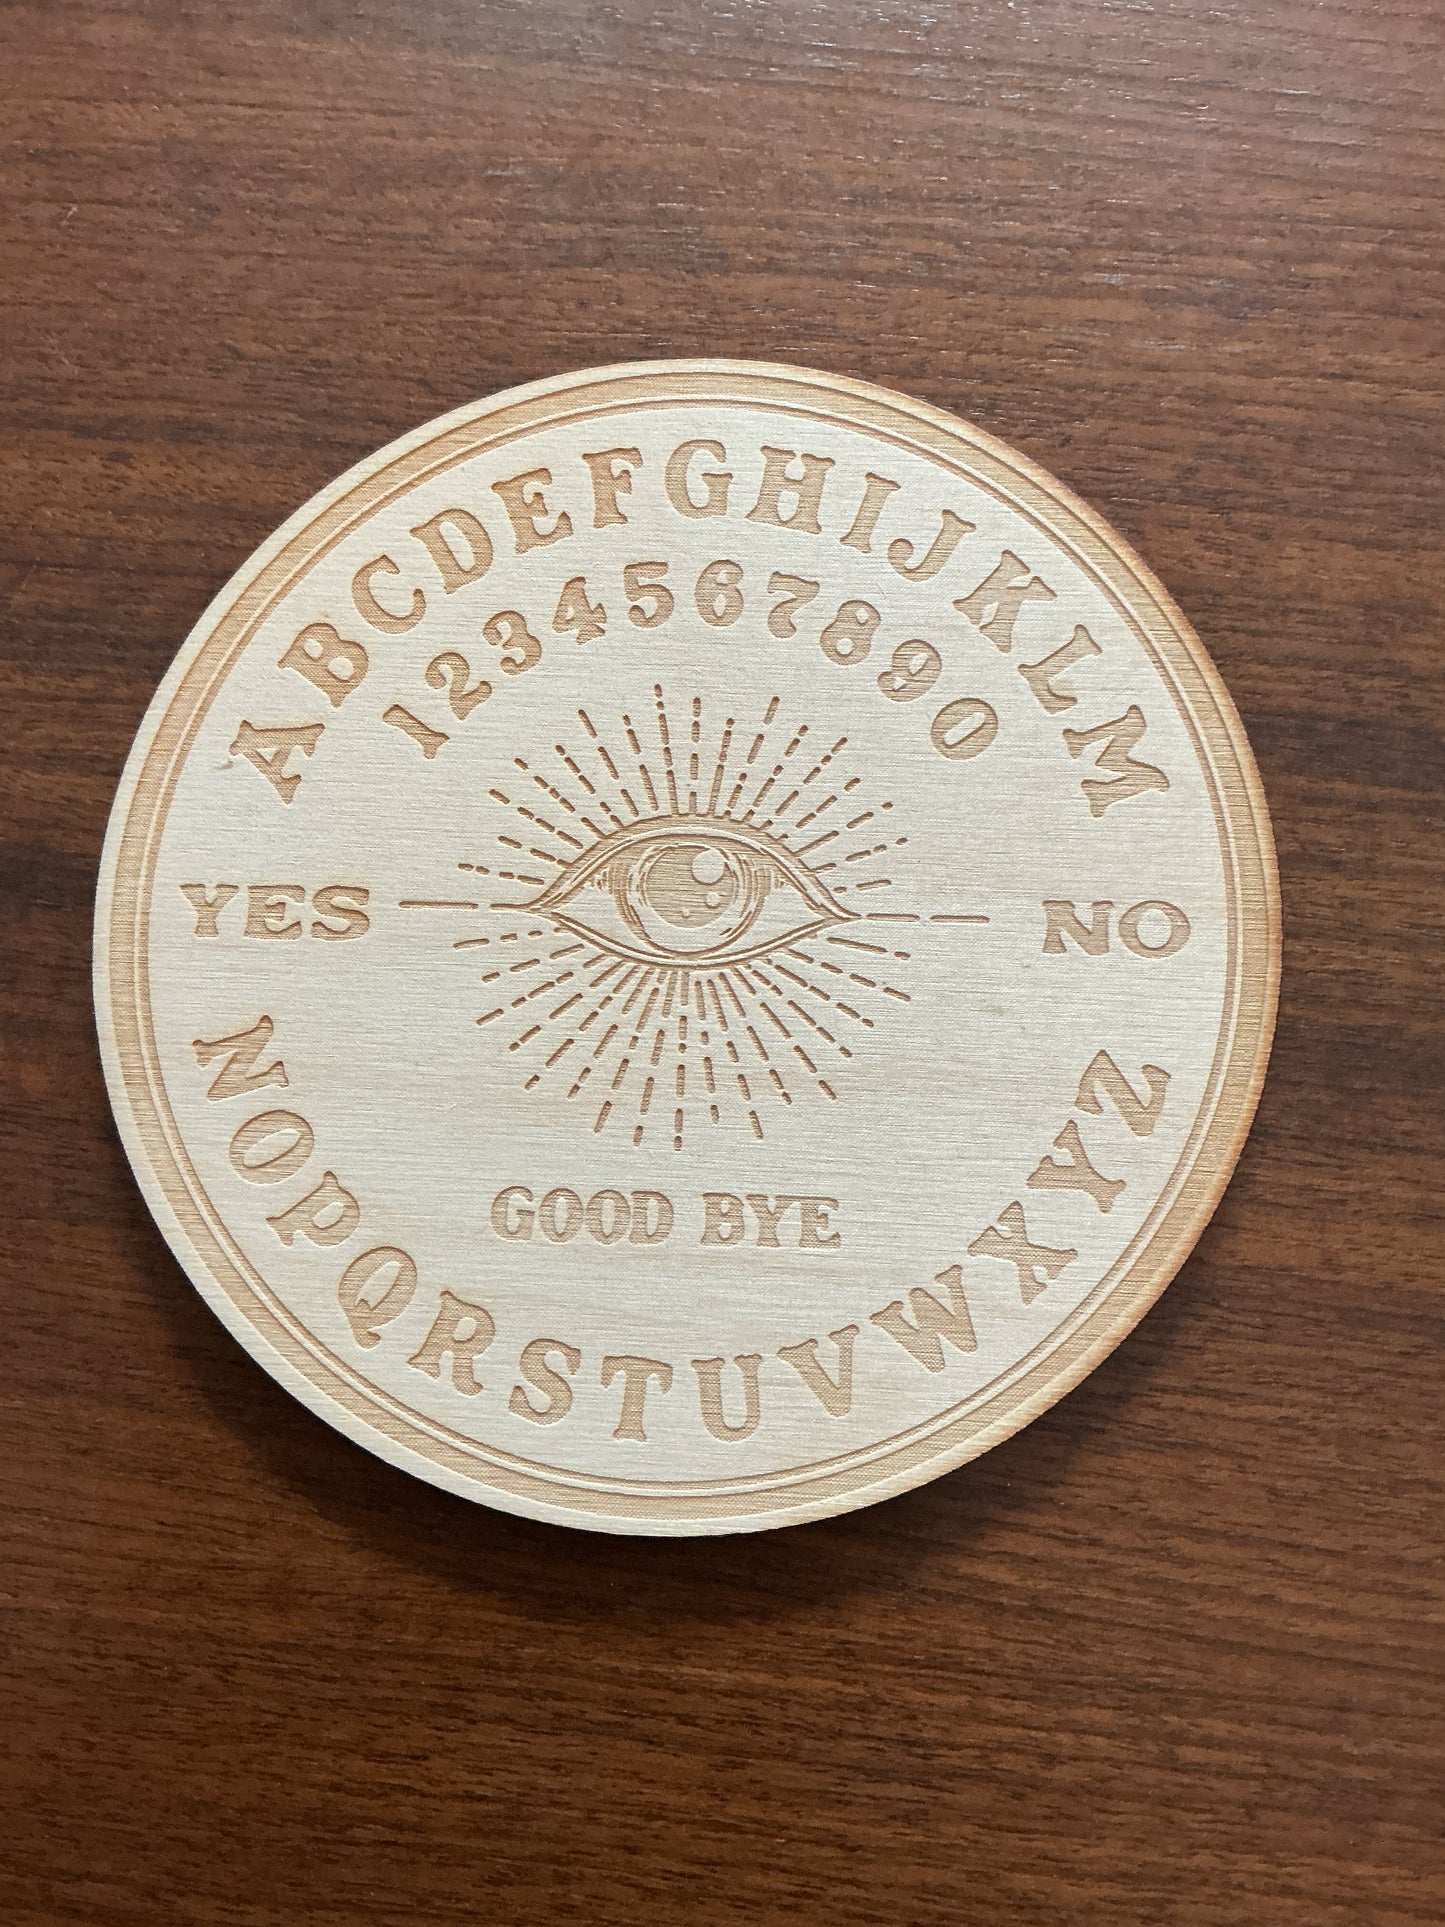 ABCDEFGHIJKLM
1234567890
YES NO
NOPQRSTUVWXYZ
GOOD BYE